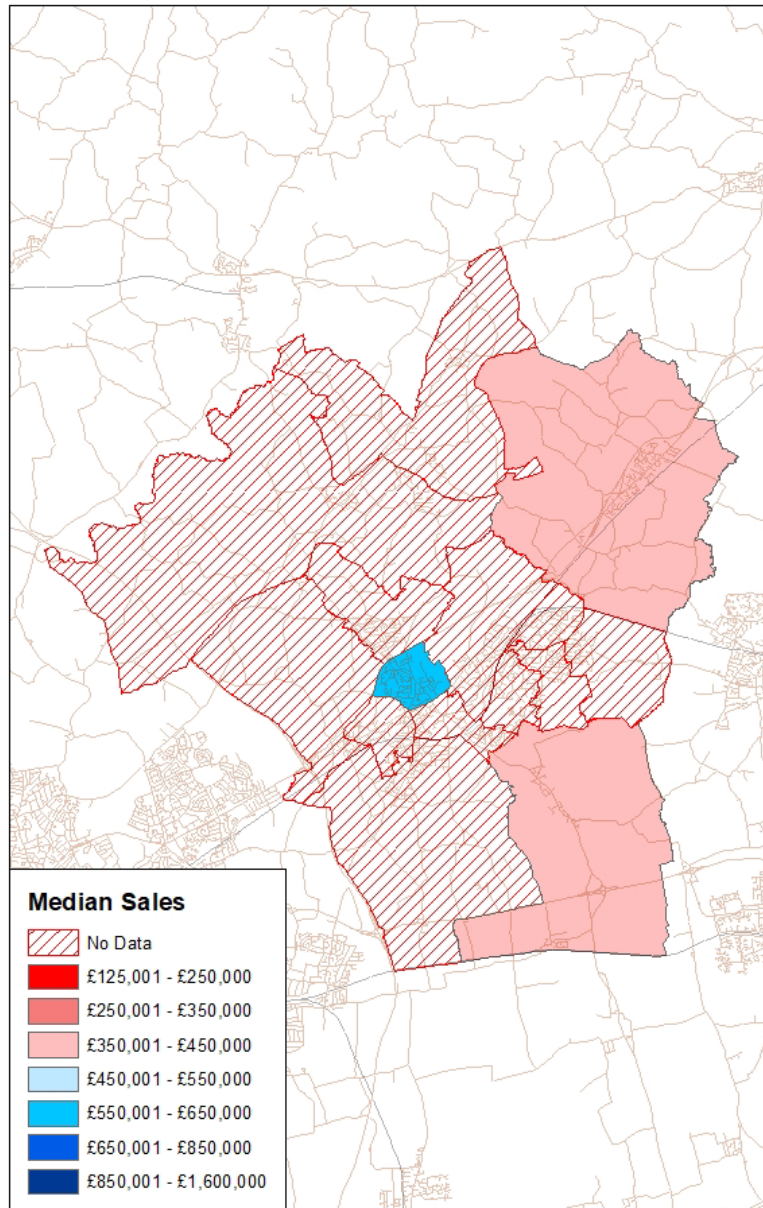 Median Sales
No Data
£125,001 - £250,000
£250,001 - £350,000
£350,001 - £450,000
£450,001 - £550,000
£550,001 - £650,000
£650,001 - £850,000
£850,001 - £1,600,000